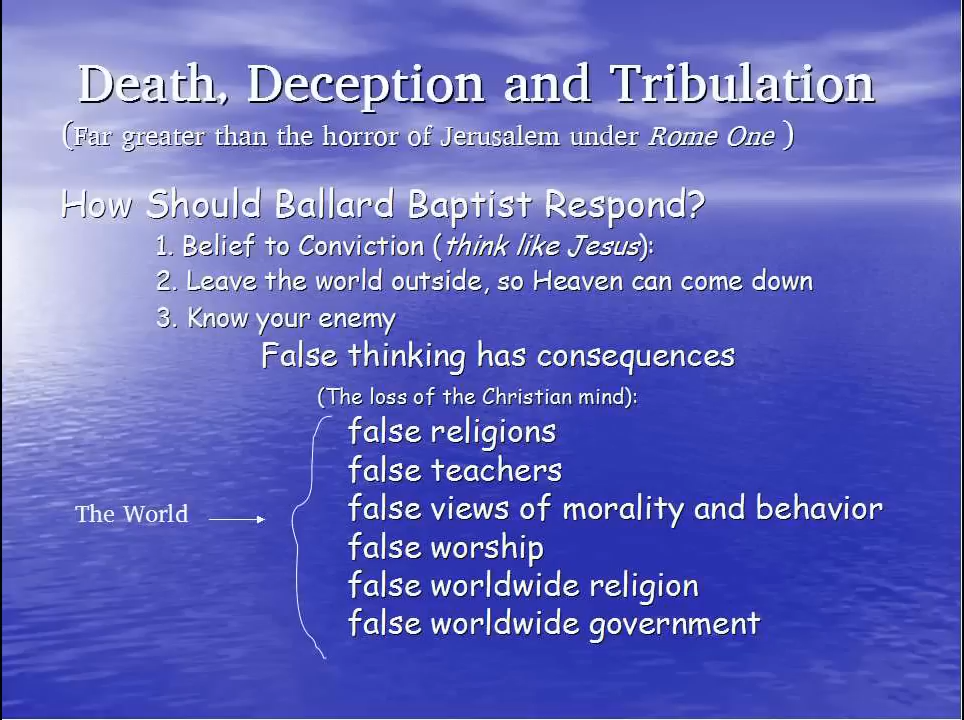 Death, Deception and Tribulation
(Far greater than the horror of Jerusalem under Rome One )
How Should Ballard Baptist Respond?
1. Belief to Conviction (think like Jesus):
2. Leave the world outside, so Heaven can come down
3. Know your enemy
False thinking has consequences
(The loss of the Christian mind):
false religions
false teachers
The World
false views of morality and behavior
false worship
false worldwide religion
false worldwide government